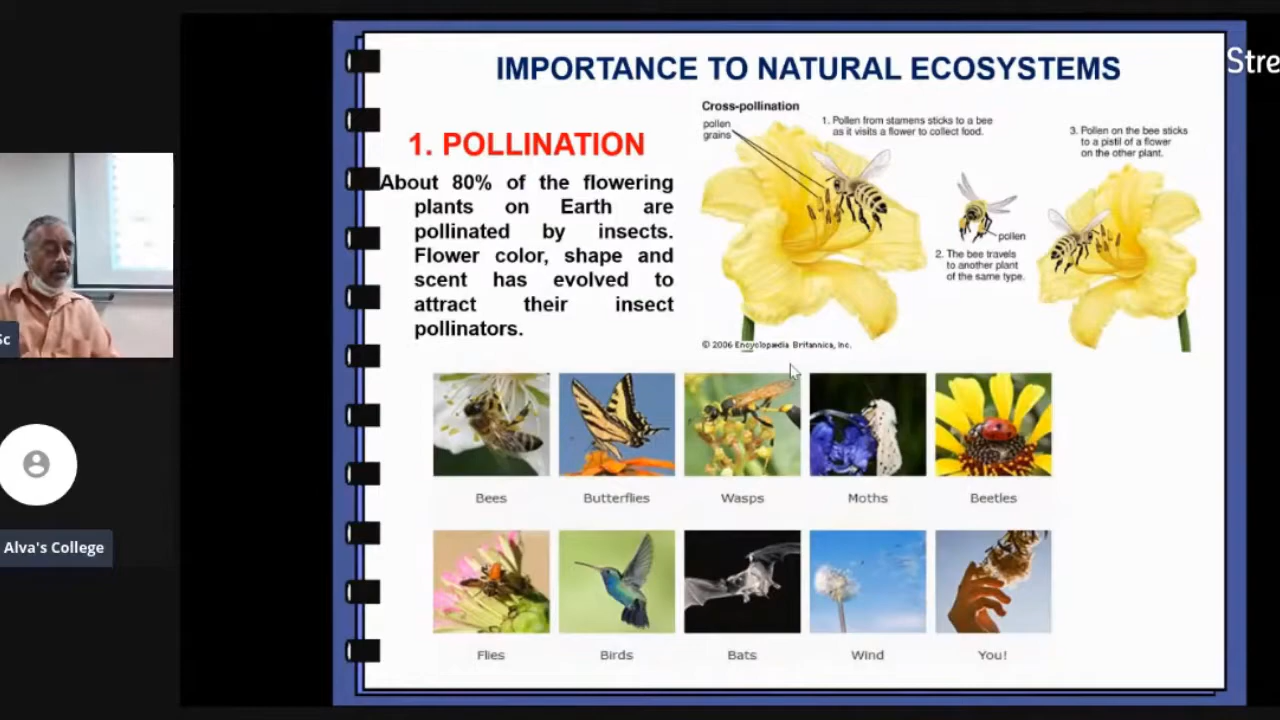 IMPORTANCE TO NATURAL ECOSYSTEMS
Stre
1. POLLINATION
About 80% of the flowering
plants on Earth are
pollinated by insects.
Flower color, shape and
scent has evolved to
attract their insect
pollinators.
Cross-pollination
pollen
grains
1. Pollen from stamens sticks to a bee
as it visits a flower to collect food.
3. Pollen on the bee sticks
to a pistil of a flower
on the other plant.
pollen
2. The bee travels
to another plant
of the same type.
© 2006 Encyclopædia Britannica, Inc.
Bees Butterflies Wasps Moths Beetles
Flies Birds Bats Wind You!
Sc
Alva's College